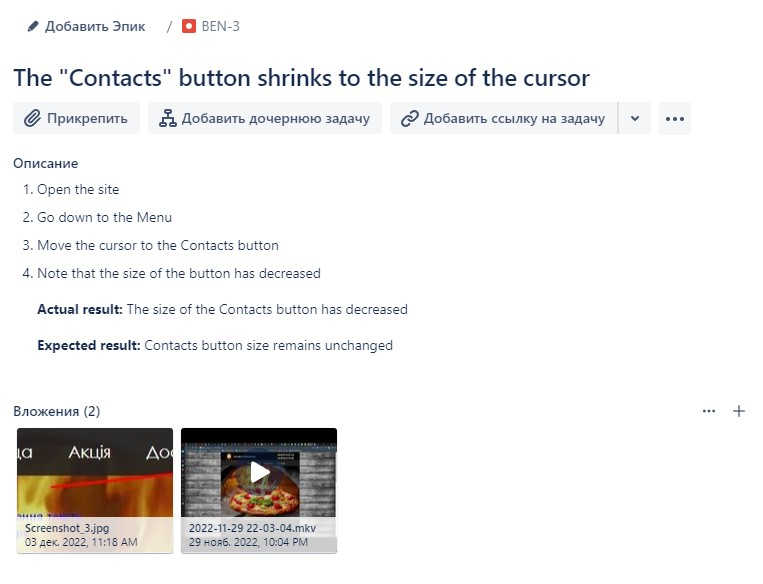 Добавить Эпик / BEN-3
The "Contacts" button shrinks to the size of the cursor
Прикрепить Добавить дочернюю задачу Добавить ссылку на задачу
Описание
1. Open the site
2. Go down to the Menu
3. Move the cursor to the Contacts button
4. Note that the size of the button has decreased
Actual result: The size of the Contacts button has decreased
Expected result: Contacts button size remains unchanged
Вложения (2)
ца Акція Дос
Screenshot_3.jpg
03 дек. 2022, 11:18 AM
2022-11-29 22-03-04.mkv
29 нояб. 2022, 10:04 PM